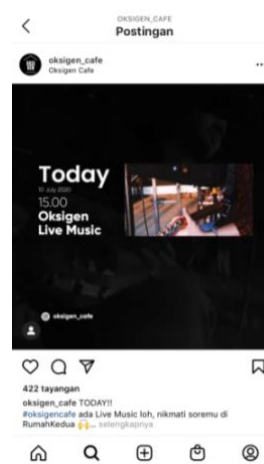 OKSIGEN_CAFE
Postingan
oksigen_cafe
Oksigen Cafe
Today
10 July 2020
15.00
Oksigen
Live Music
oksigen_cafe
422 tayangan
oksigen_cafe TODAY!!
#oksigencafe ada Live Music loh, nikmati soremu di
RumahKedua 🙌... selengkapnya